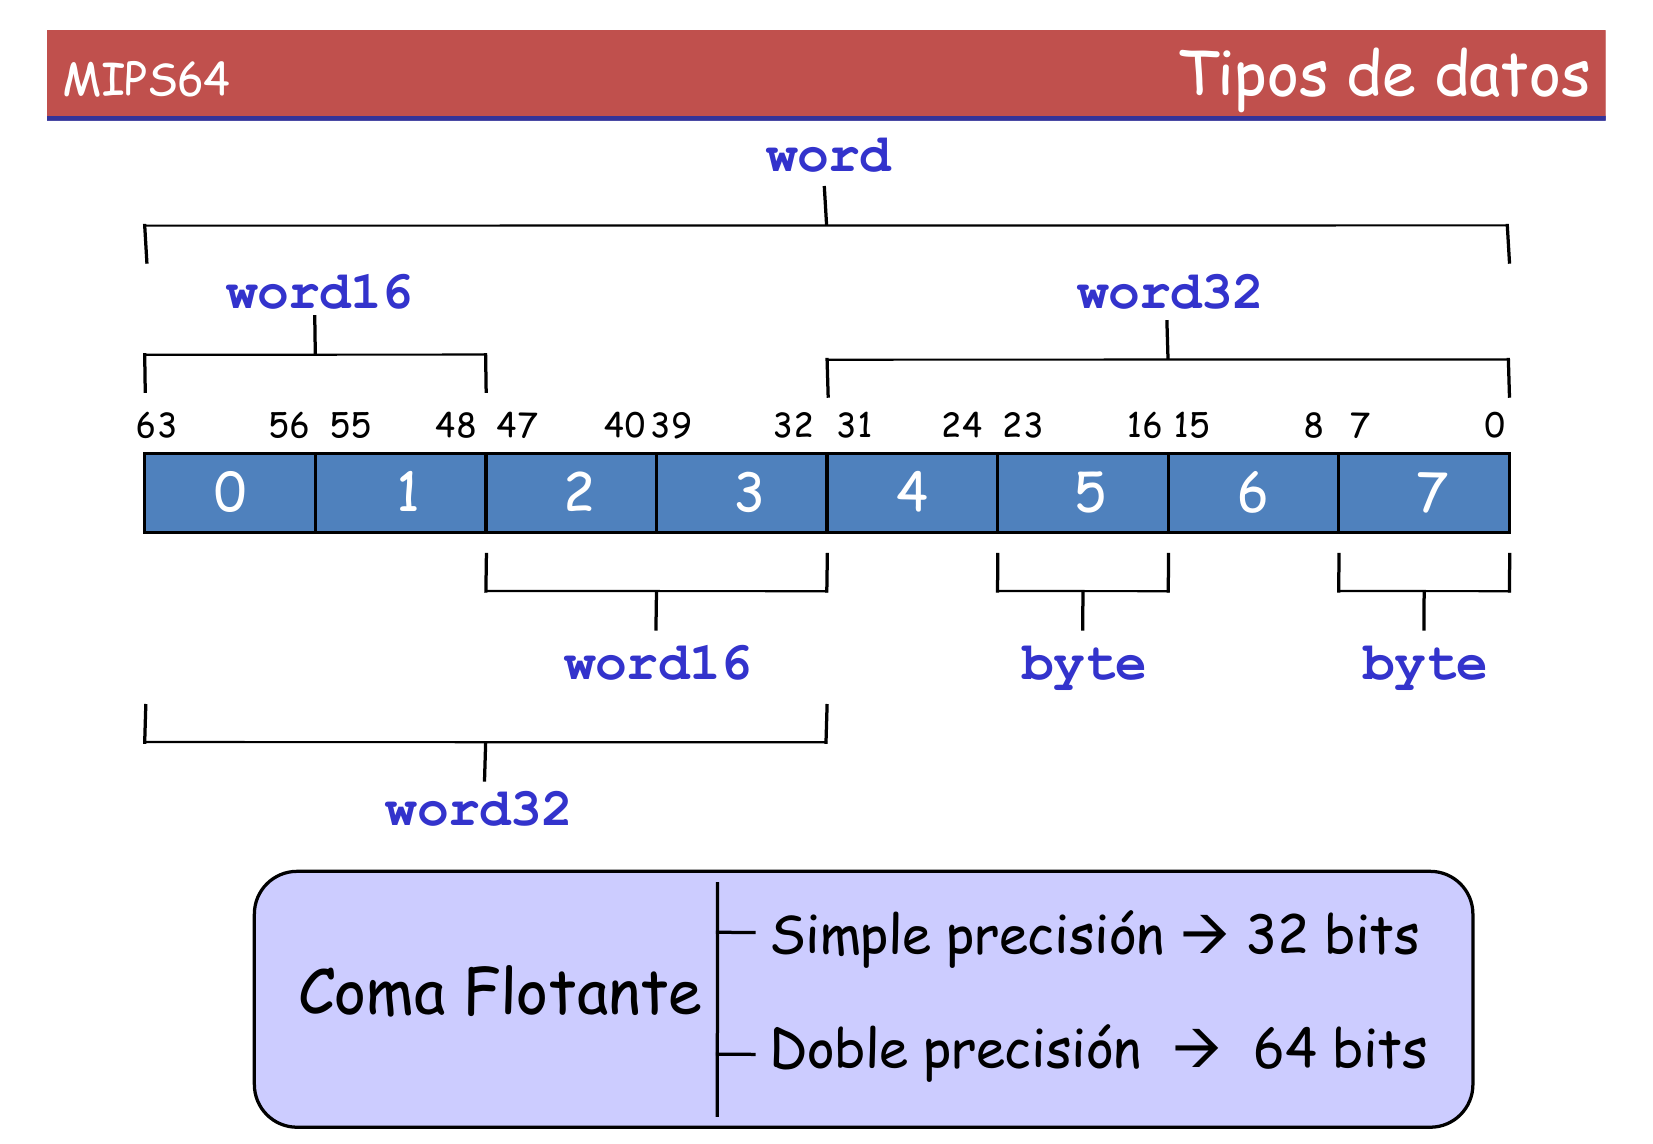 MIPS64 Tipos de datos
word
word16 word32
63 56 55 48 47 40 39 32 31 24 23 16 15 8 7 0
0 1 2 3 4 5 6 7
word16 byte byte
word32
Simple precisión → 32 bits
Coma Flotante
Doble precisión → 64 bits